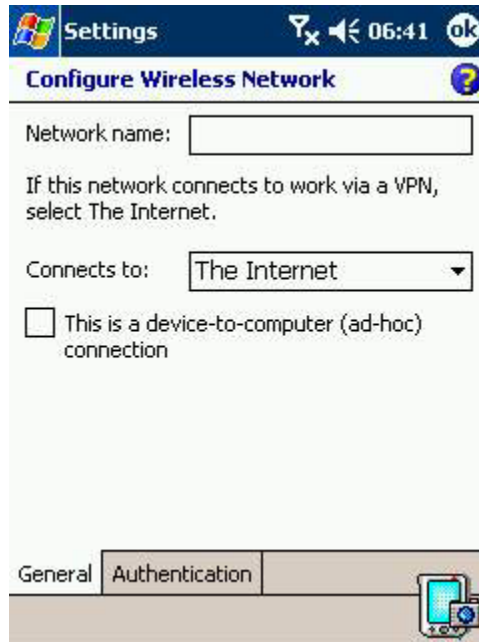 Settings 06:41 ok
Configure Wireless Network ?
Network name:
If this network connects to work via a VPN,
select The Internet.
Connects to: The Internet
This is a device-to-computer (ad-hoc)
connection
General Authentication